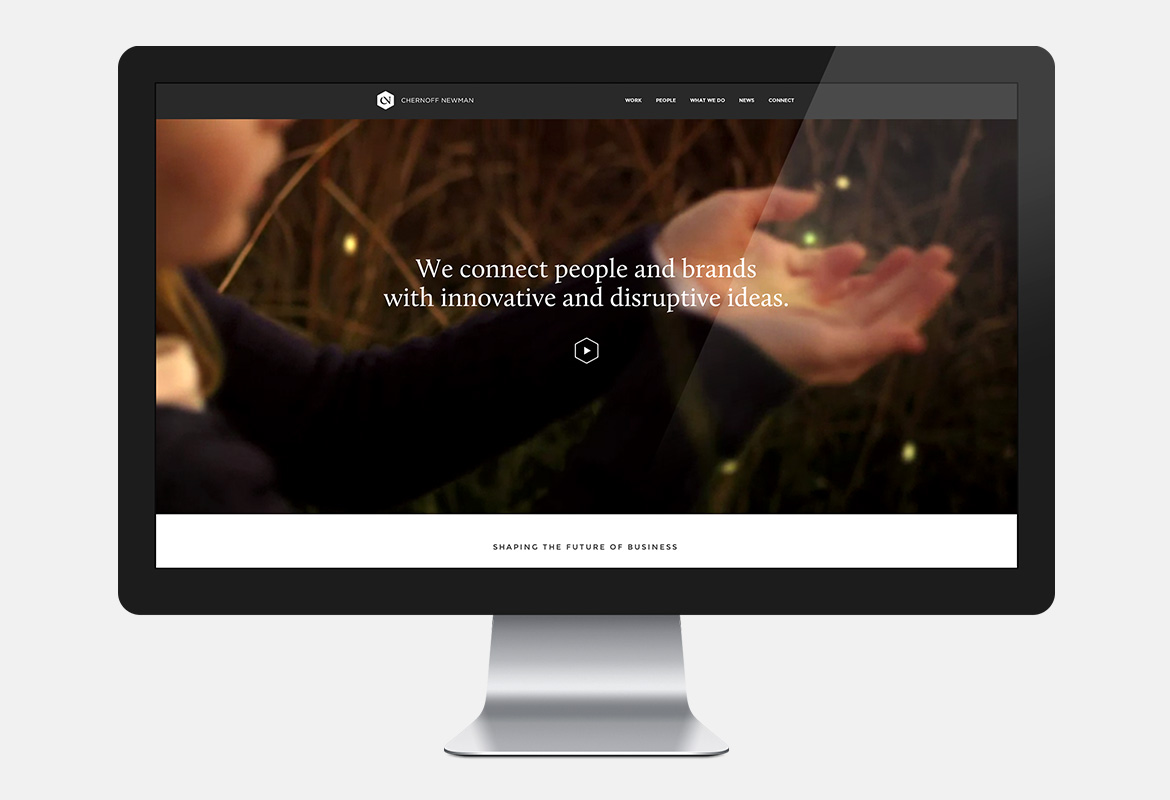 CN
CHERNOFF NEWMAN
WORK PEOPLE WHAT WE DO NEWS CONNECT
We connect people and brands
with innovative and disruptive ideas.
SHAPING THE FUTURE OF BUSINESS